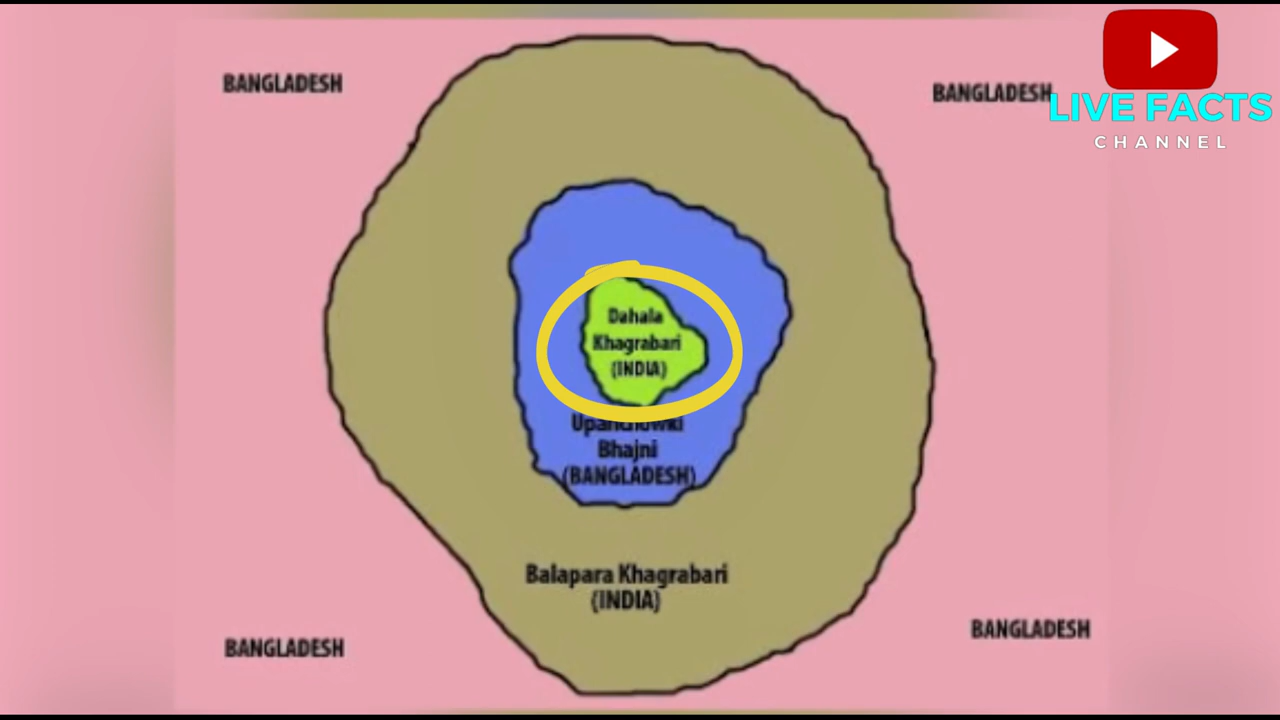 BANGLADESH
BANGLADESH
LIVE FACTS
CHANNEL
Dahala
Khagrabari
(INDIA)
Bhajni
(BANGLADESH)
Balapara Khagrabari
(INDIA)
BANGLADESH
BANGLADESH